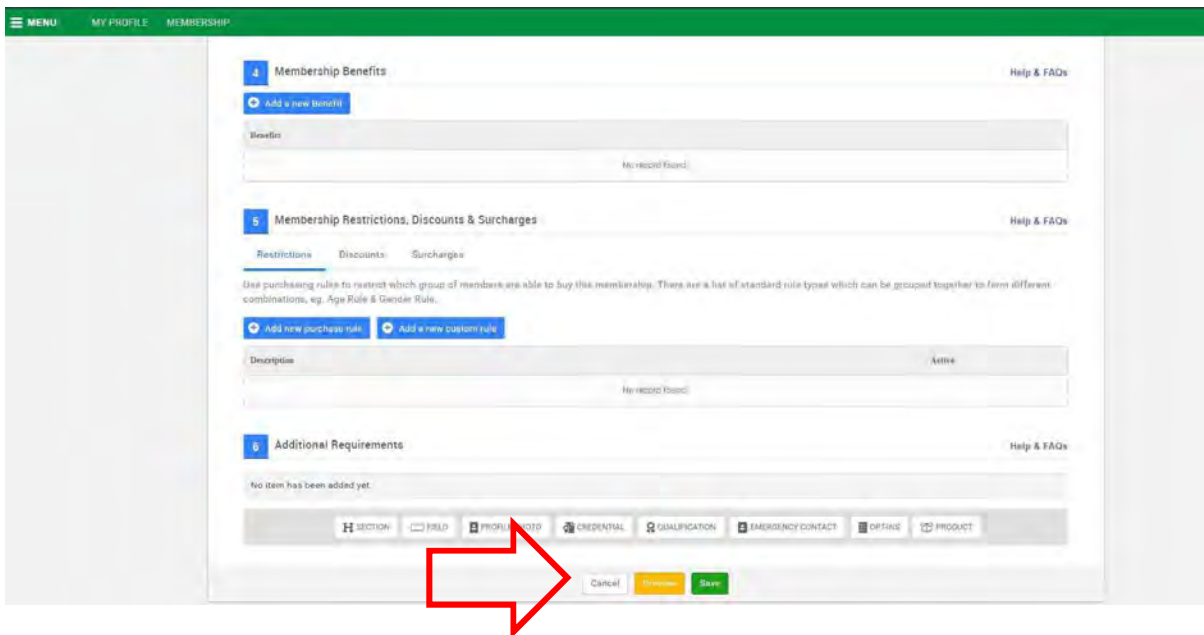 MENU MY PROFILE MEMBERSHIP
4 Membership Benefits Help & FAQs
Add a new Benefit
Benefits
No record found
5 Membership Restrictions, Discounts & Surcharges Help & FAQs
Restrictions Discounts Surcharges
Use purchasing rules to restrict which group of members are able to buy this membership. There are a list of standard rule types which can be grouped together to form different
combinations, eg. Age Rule & Gender Rule.
Add new purchase rule Add a new custom rule
Description Active
No record found
6 Additional Requirements Help & FAQs
No item has been added yet
H SECTION FIELD PROFILE PHOTO CREDENTIAL QUALIFICATION EMERGENCY CONTACT OPTINS PRODUCT
Cancel Preview Save